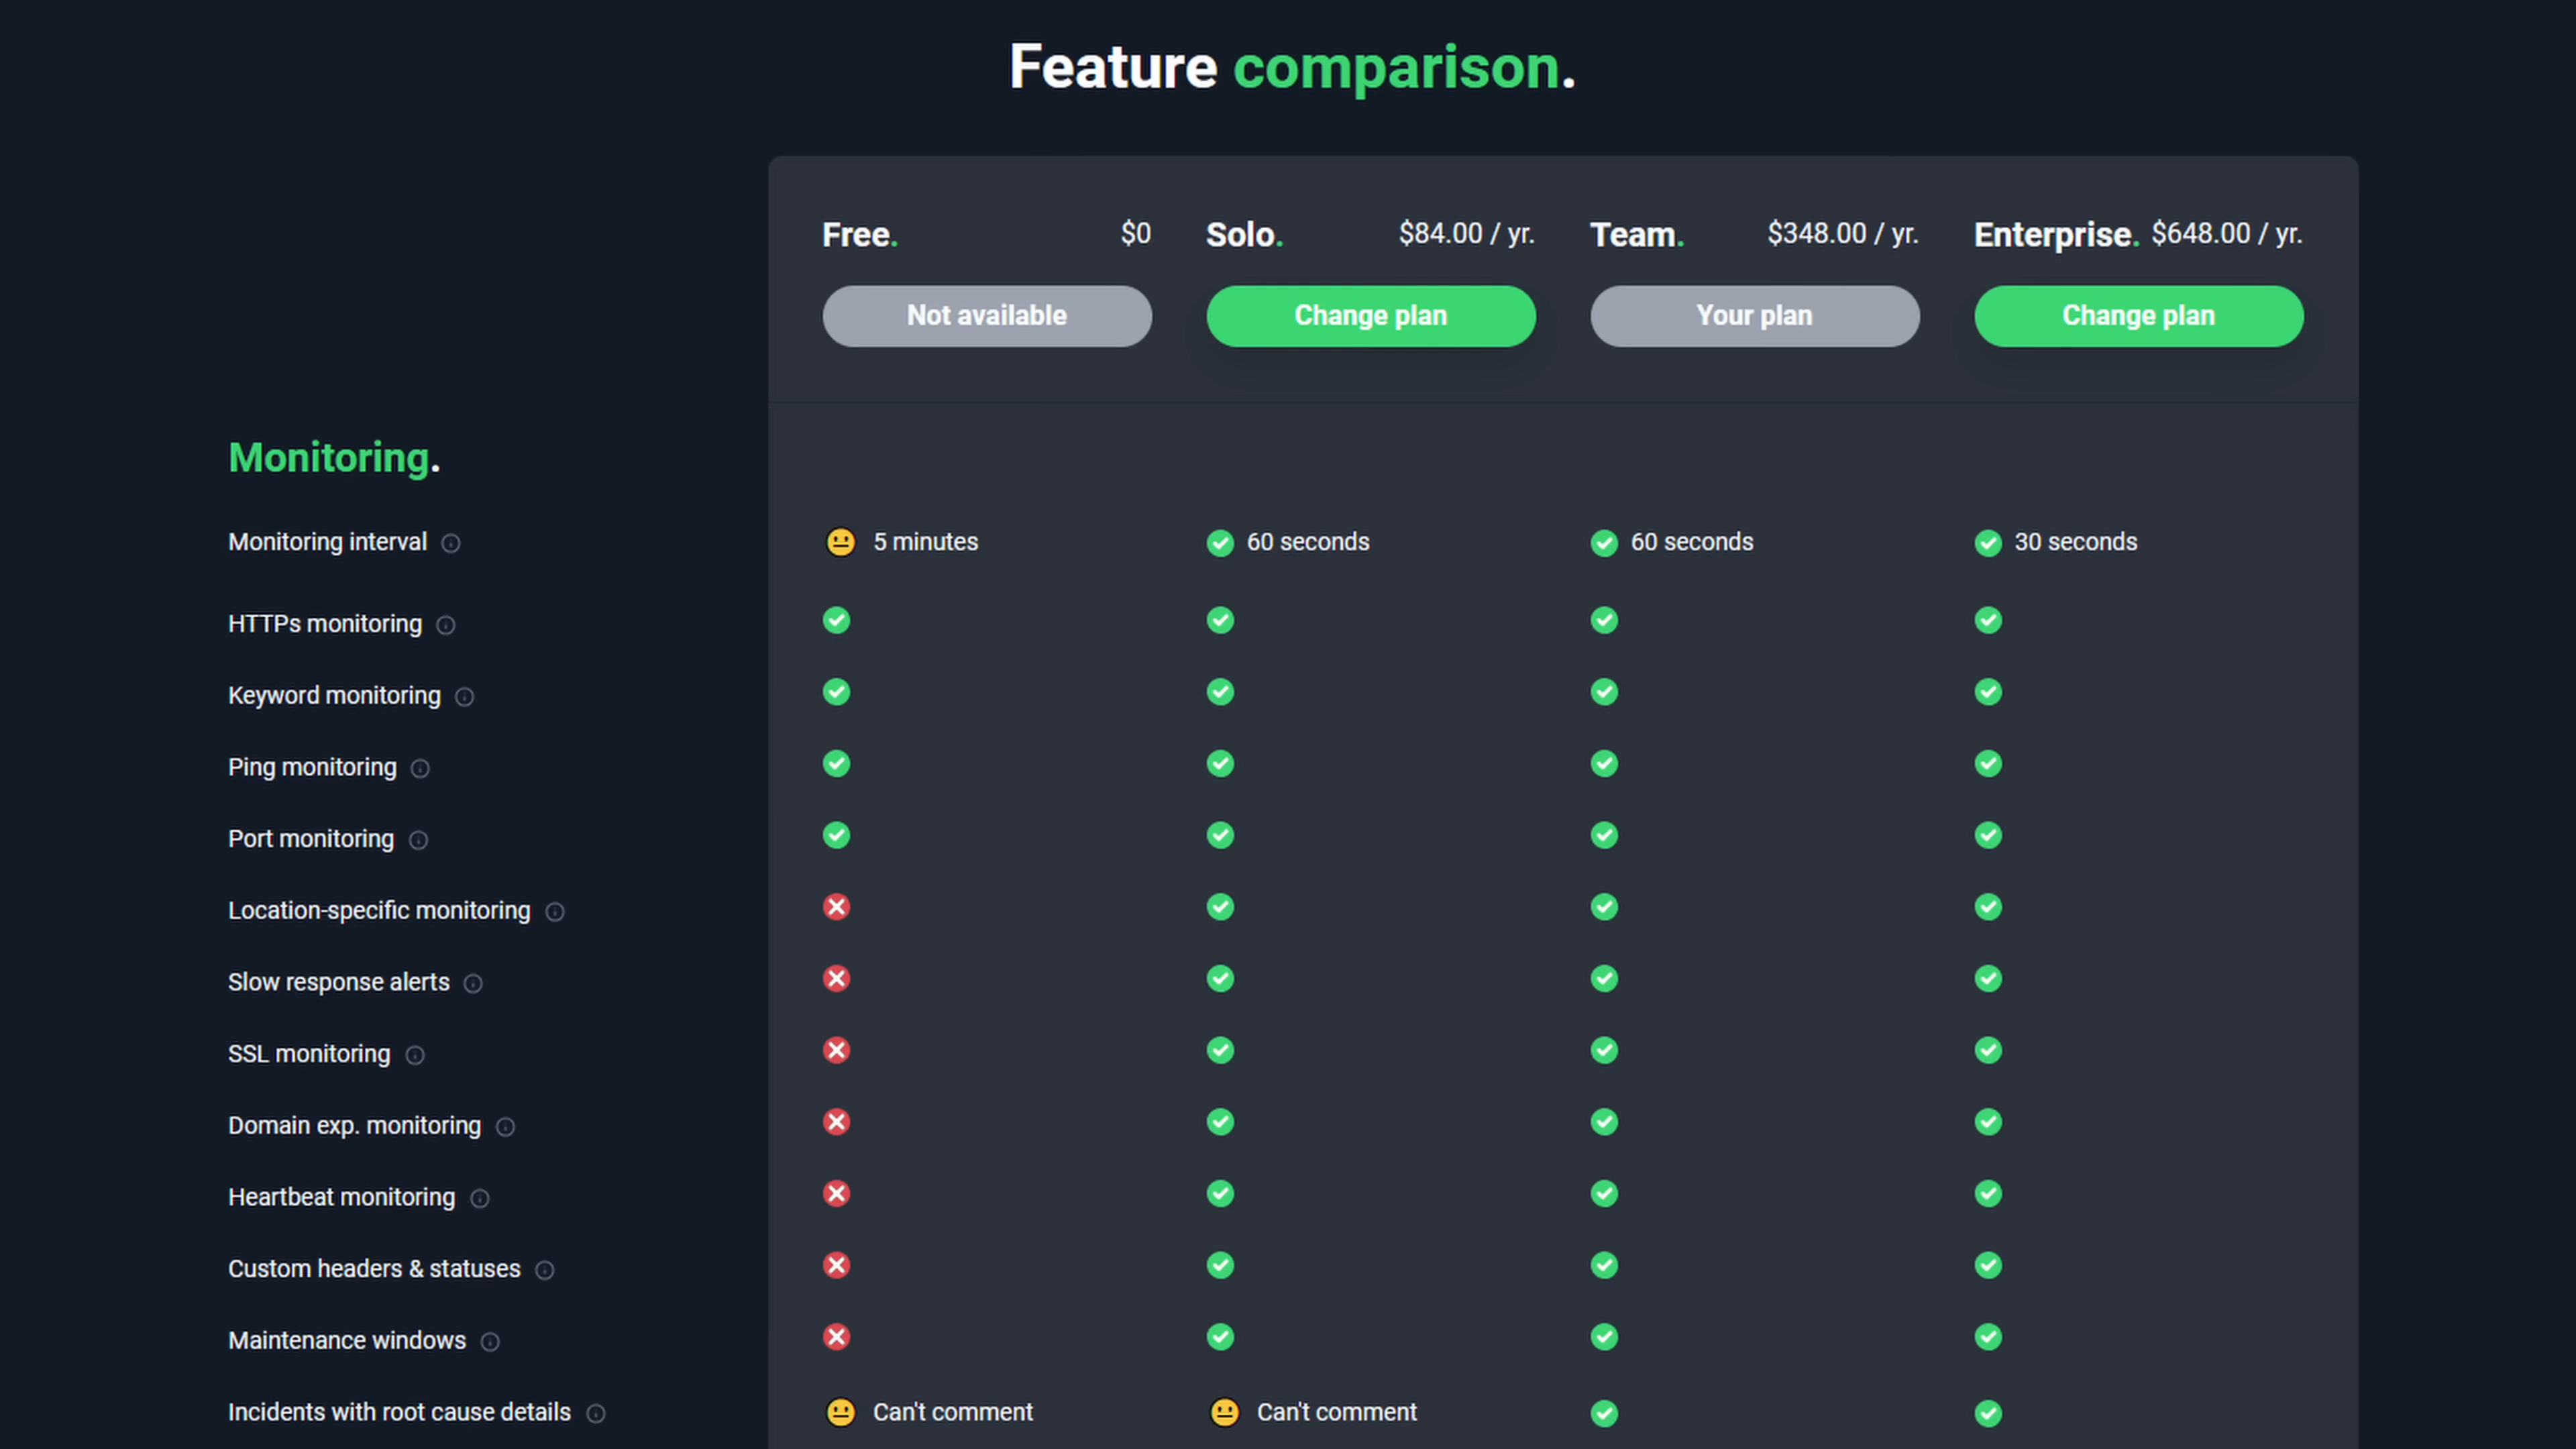 Feature comparison.
Free. $0 Solo. $84.00 / yr. Team. $348.00 / yr. Enterprise. $648.00 / yr.
Not available Change plan Your plan Change plan
Monitoring.
Monitoring interval 5 minutes 60 seconds 60 seconds 30 seconds
HTTPs monitoring
Keyword monitoring
Ping monitoring
Port monitoring
Location-specific monitoring
Slow response alerts
SSL monitoring
Domain exp. monitoring
Heartbeat monitoring
Custom headers & statuses
Maintenance windows
Incidents with root cause details Can't comment Can't comment